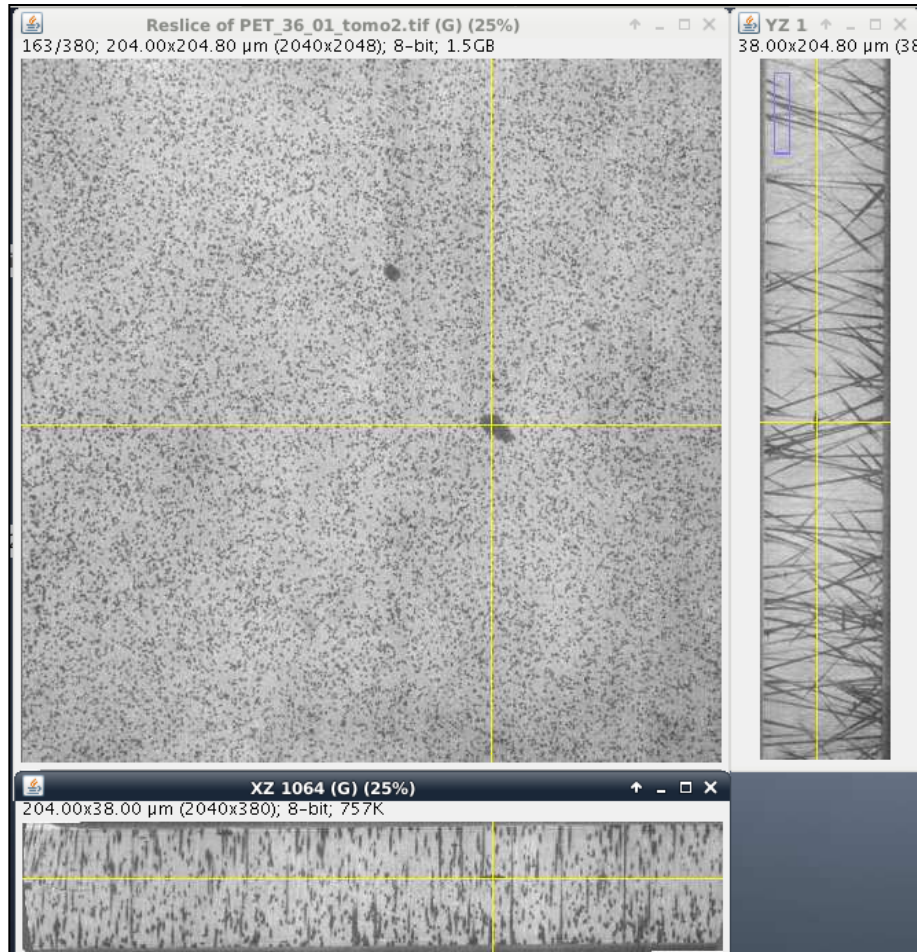 Reslice of PET_36_01_tomo2.tif (G) (25%)
163/380; 204.00x204.80 µm (2040x2048); 8-bit; 1.5GB
YZ 1
38.00x204.80 µm (38
XZ 1064 (G) (25%)
204.00x38.00 µm (2040x380); 8-bit; 757K